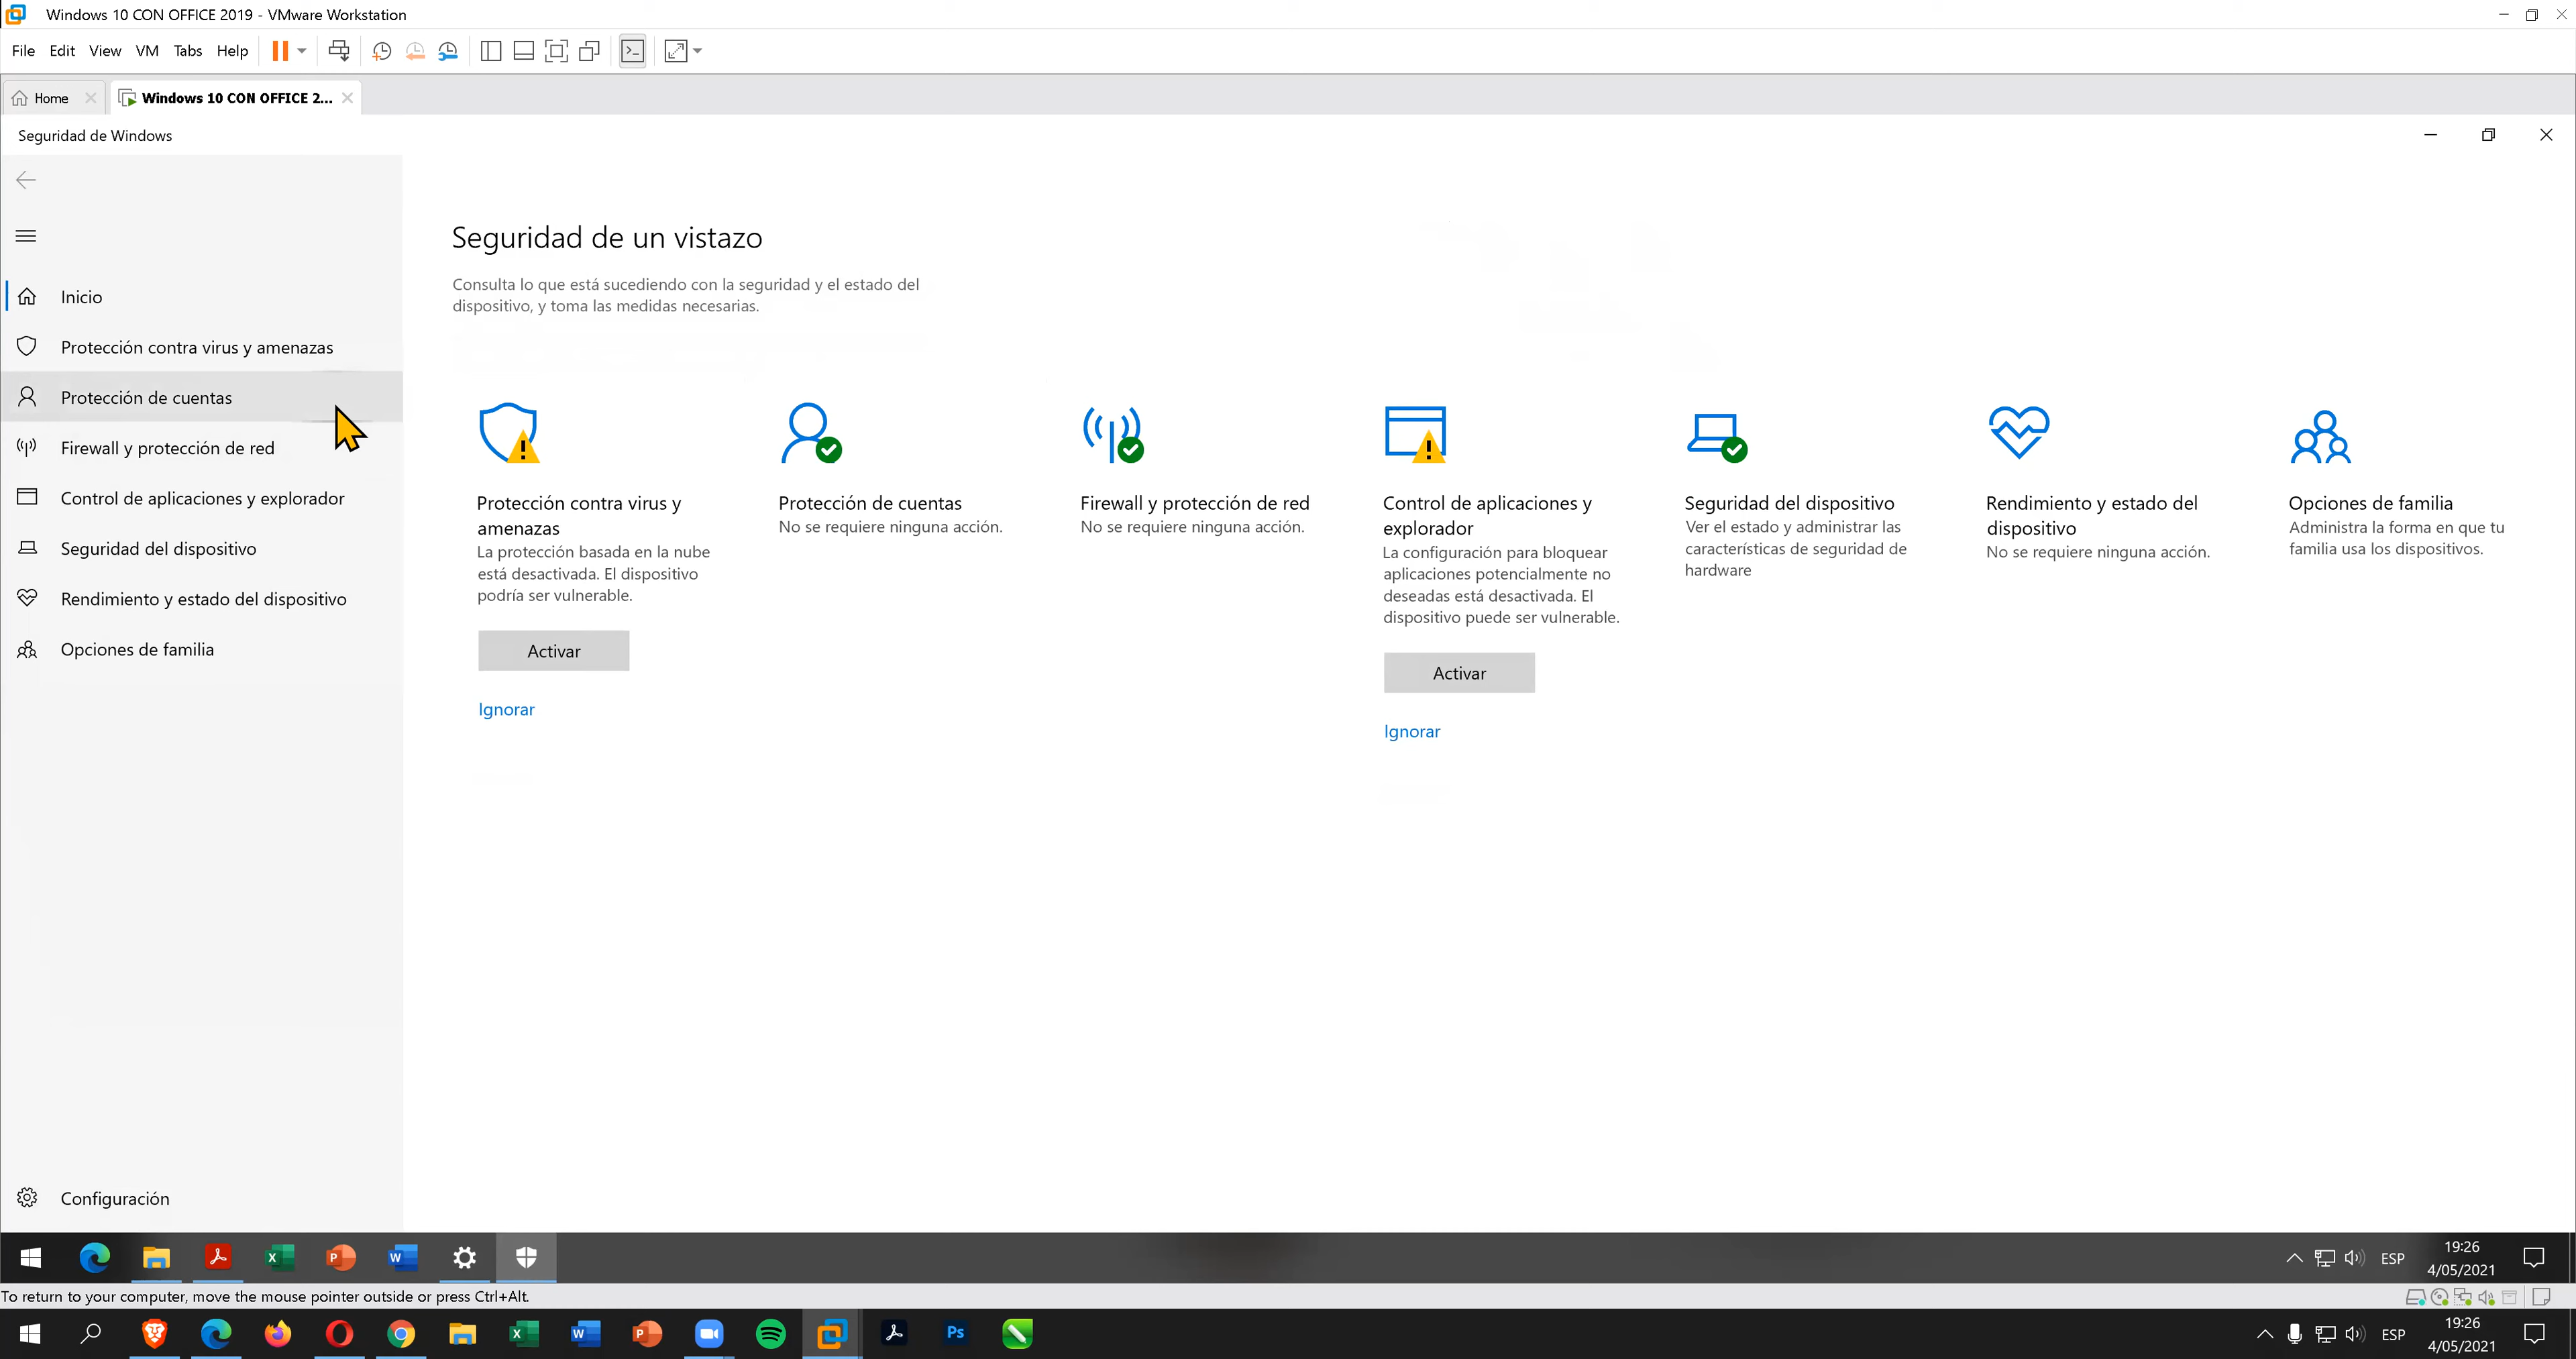 Windows 10 CON OFFICE 2019 - VMware Workstation
File Edit View VM Tabs Help
Home
Windows 10 CON OFFICE 2...
Seguridad de Windows
Inicio
Protección contra virus y amenazas
Protección de cuentas
Firewall y protección de red
Control de aplicaciones y explorador
Seguridad del dispositivo
Rendimiento y estado del dispositivo
Opciones de familia
Configuración
Seguridad de un vistazo
Consulta lo que está sucediendo con la seguridad y el estado del
dispositivo, y toma las medidas necesarias.
Protección contra virus y
amenazas
La protección basada en la nube
está desactivada. El dispositivo
podría ser vulnerable.
Activar
Ignorar
Protección de cuentas
No se requiere ninguna acción.
Firewall y protección de red
No se requiere ninguna acción.
Control de aplicaciones y
explorador
La configuración para bloquear
aplicaciones potencialmente no
deseadas está desactivada. El
dispositivo puede ser vulnerable.
Activar
Ignorar
Seguridad del dispositivo
Ver el estado y administrar las
características de seguridad de
hardware
Rendimiento y estado del
dispositivo
No se requiere ninguna acción.
Opciones de familia
Administra la forma en que tu
familia usa los dispositivos.
ESP
19:26
4/05/2021
To return to your computer, move the mouse pointer outside or press Ctrl+Alt.
Ps
ESP
19:26
4/05/2021